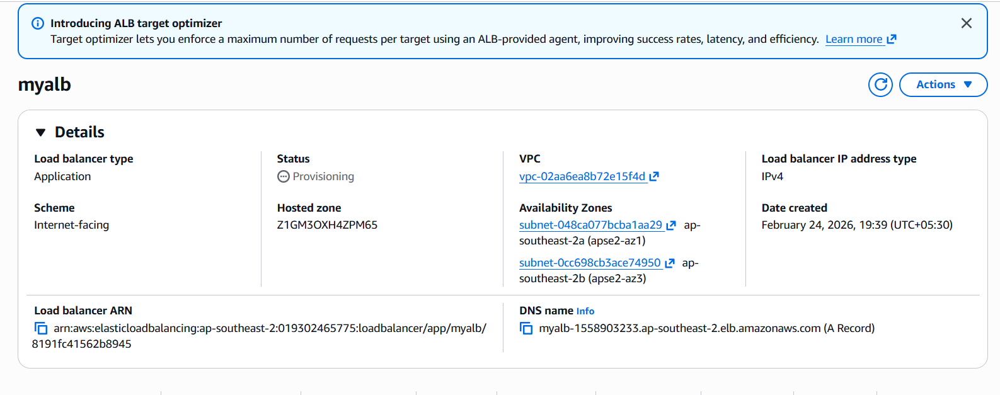 Introducing ALB target optimizer
Target optimizer lets you enforce a maximum number of requests per target using an ALB-provided agent, improving success rates, latency, and efficiency. Learn more
myalb
Actions
Details
Load balancer type
Application
Status
Provisioning
VPC
vpc-02aa6ea8b72e15f4d
Load balancer IP address type
IPv4
Scheme
Internet-facing
Hosted zone
Z1GM3OXH4ZPM65
Availability Zones
subnet-048ca077bcba1aa29 ap-
southeast-2a (apse2-az1)
subnet-0cc698cb3ace74950 ap-
southeast-2b (apse2-az3)
Date created
February 24, 2026, 19:39 (UTC+05:30)
Load balancer ARN
arn:aws:elasticloadbalancing:ap-southeast-2:019302465775:loadbalancer/app/myalb/
8191fc41562b8945
DNS name Info
myalb-1558903233.ap-southeast-2.elb.amazonaws.com (A Record)